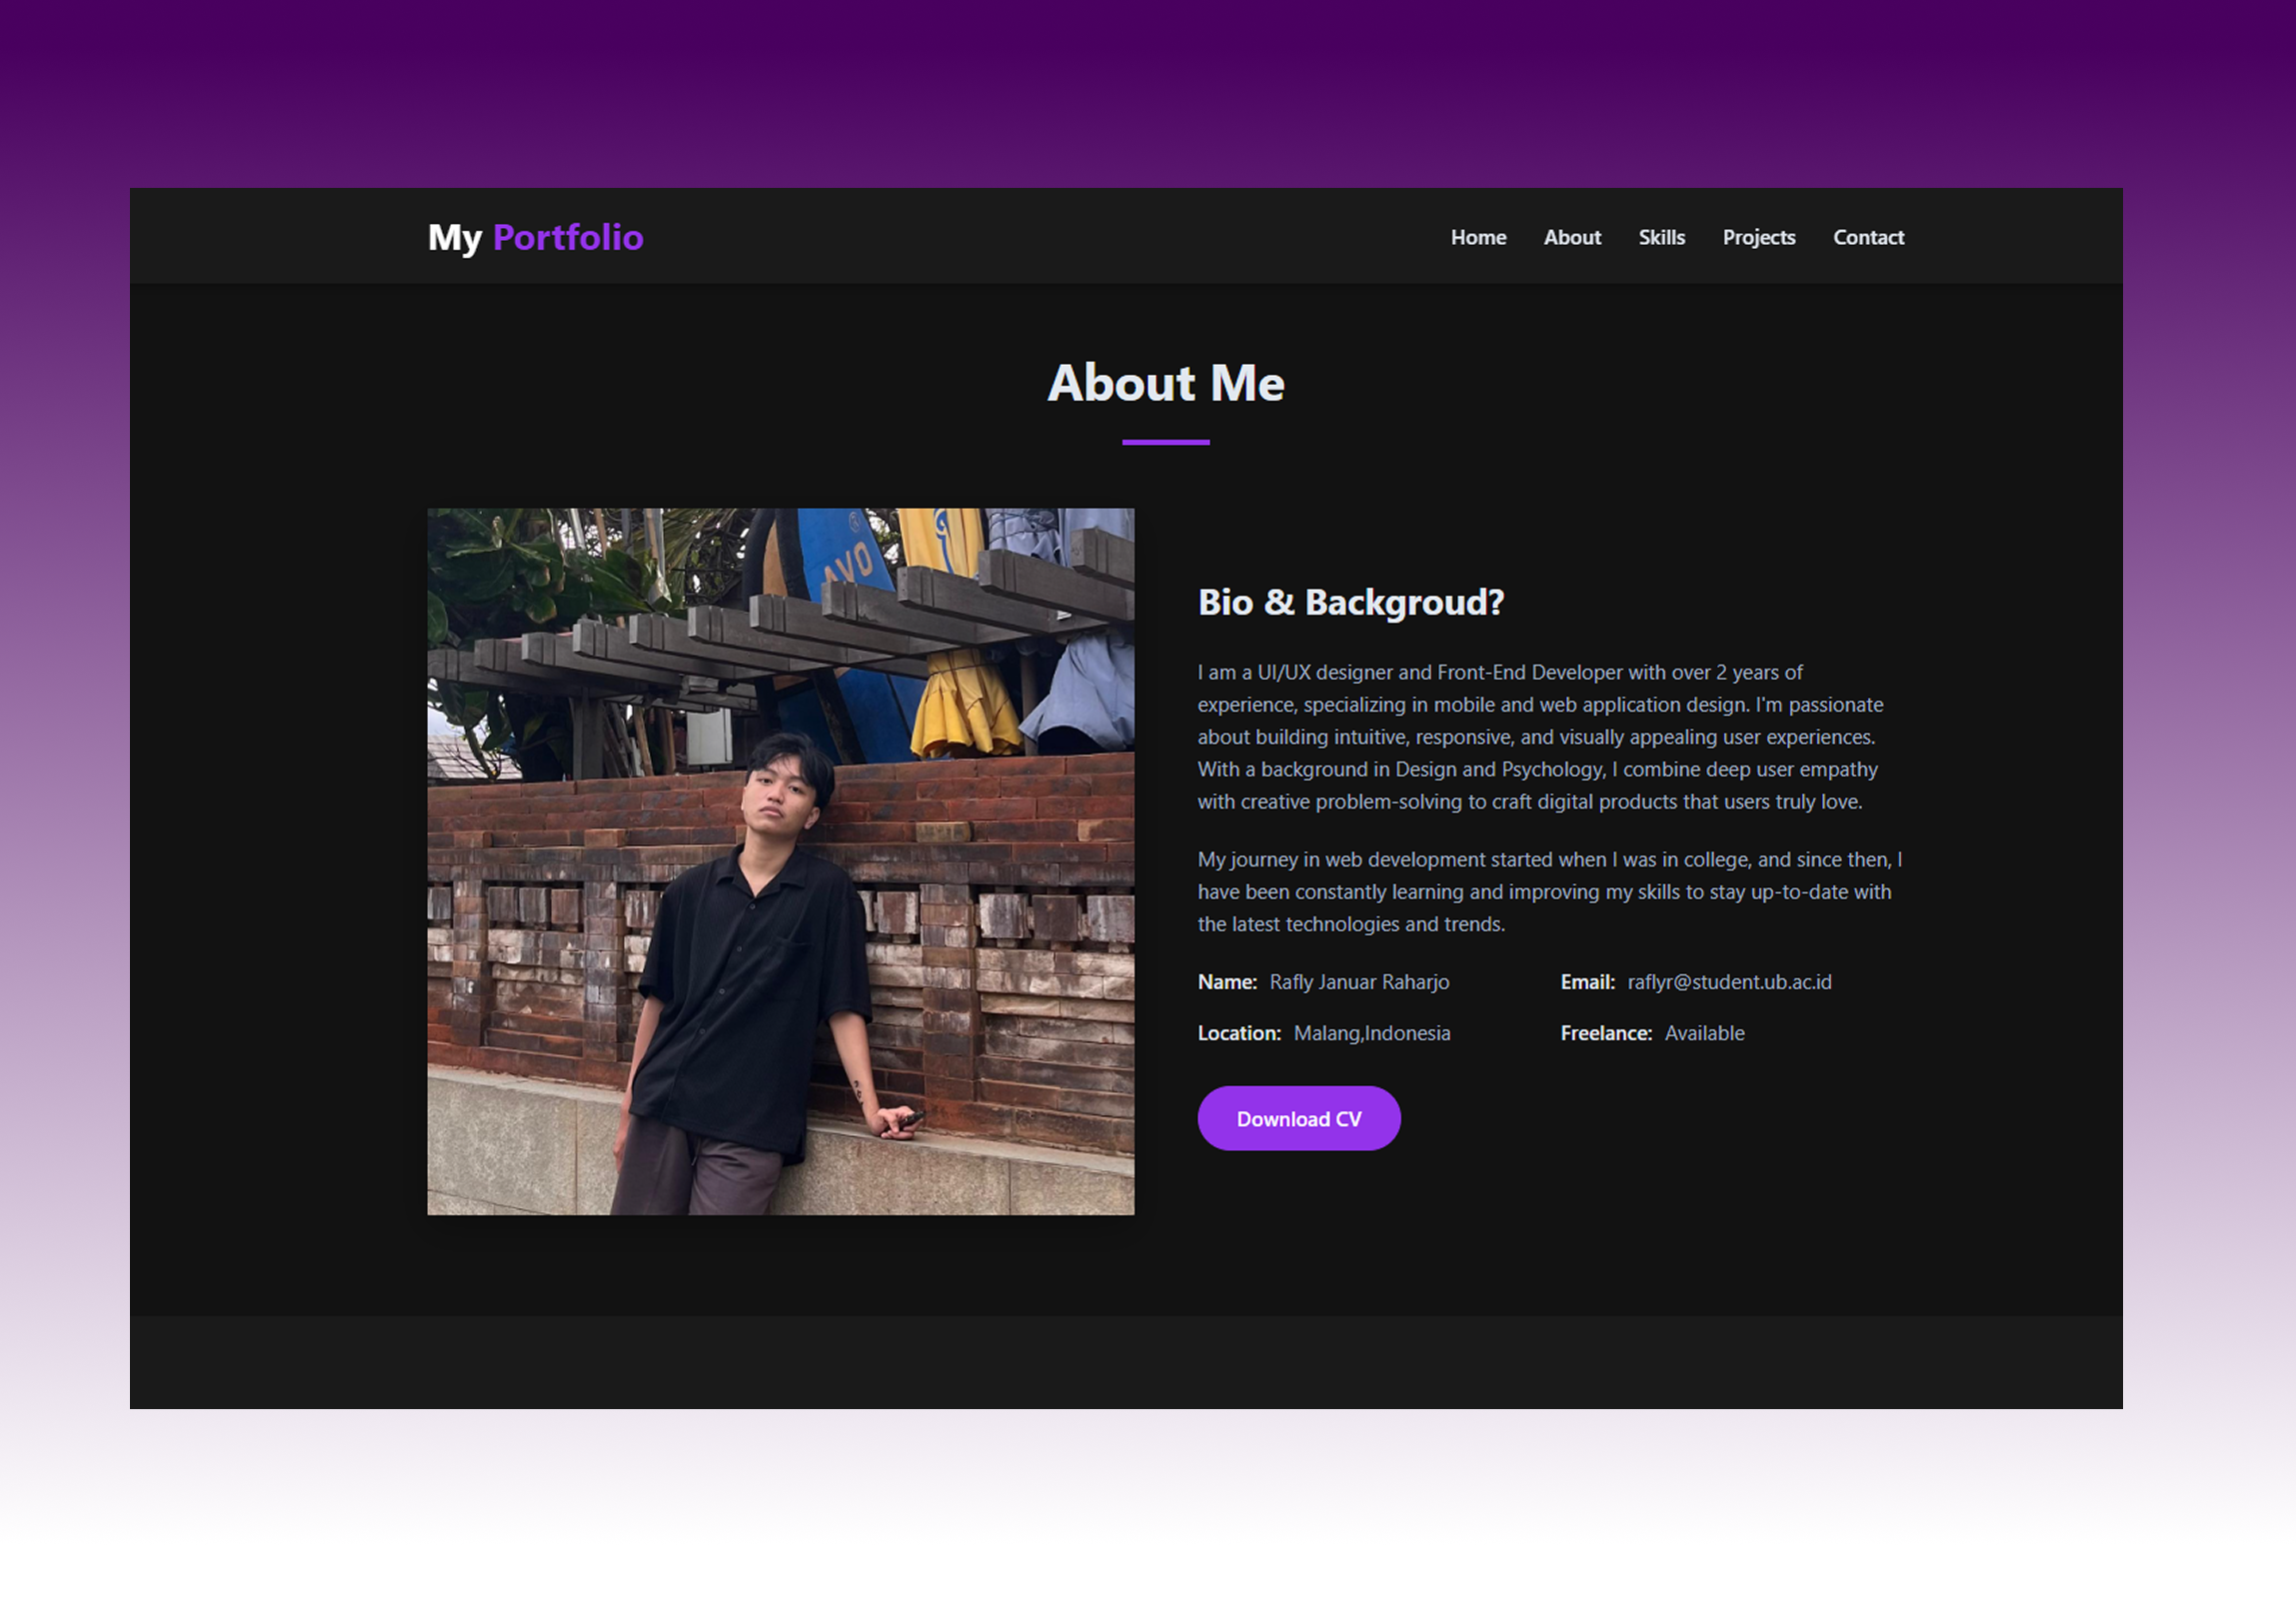 My Portfolio
Home About Skills Projects Contact
About Me
AVO
Bio & Backgroud?
I am a UI/UX designer and Front-End Developer with over 2 years of
experience, specializing in mobile and web application design. I'm passionate
about building intuitive, responsive, and visually appealing user experiences.
With a background in Design and Psychology, I combine deep user empathy
with creative problem-solving to craft digital products that users truly love.
My journey in web development started when I was in college, and since then, I
have been constantly learning and improving my skills to stay up-to-date with
the latest technologies and trends.
Name: Rafly Januar Raharjo Email: raflyr@student.ub.ac.id
Location: Malang,Indonesia Freelance: Available
Download CV